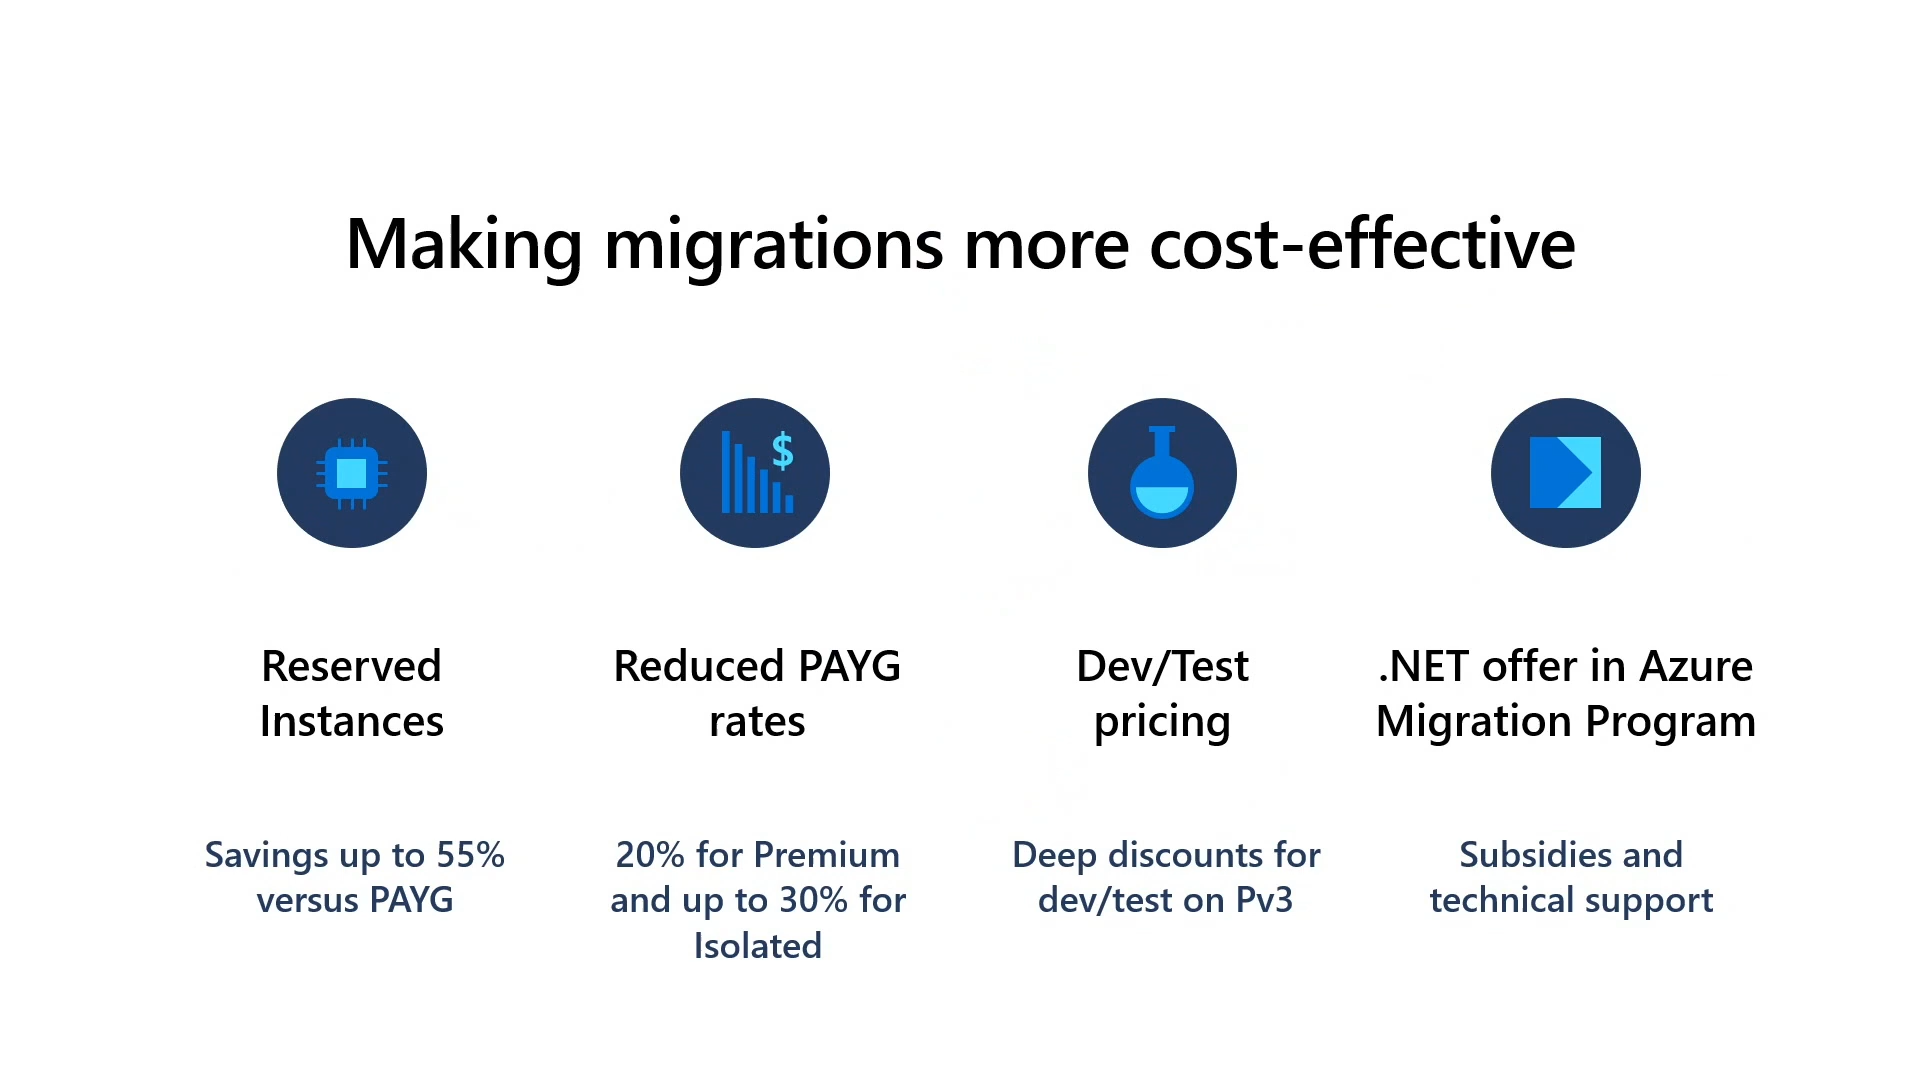 Making migrations more cost-effective
$
Reserved
Instances
Savings up to 55%
versus PAYG
Reduced PAYG
rates
20% for Premium
and up to 30% for
Isolated
Dev/Test
pricing
Deep discounts for
dev/test on Pv3
.NET offer in Azure
Migration Program
Subsidies and
technical support